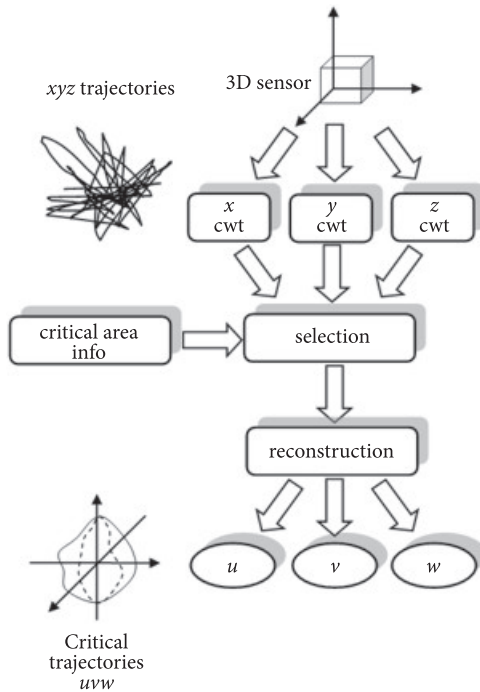 3D sensor
xyz trajectories
x
cwt
y
cwt
z
cwt
critical area
info
selection
reconstruction
u
v
w
Critical
trajectories
uvw